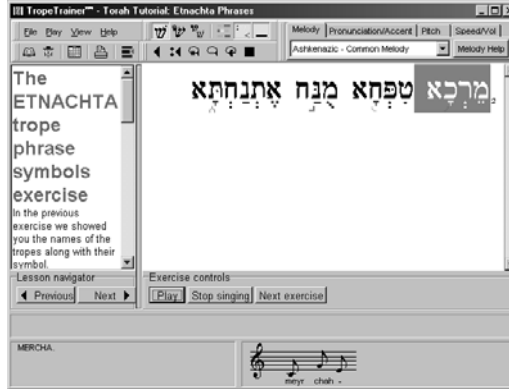 TropeTrainer™ - Torah Tutorial: Etnachta Phrases
File Play View Help
Melody Pronunciation/Accent Pitch Speed/Vol
Ashkenazic - Common Melody
Melody Help
The
ETNACHTA
trope
phrase
symbols
exercise
In the previous
exercise we showed
you the names of the
tropes along with their
symbol.
מֵרְכָא טִפְּחָא מֻנַּח אֶתְנַחְתָּא
Lesson navigator
Previous Next
Exercise controls
Play Stop singing Next exercise
MERCHA.
meyr chah -